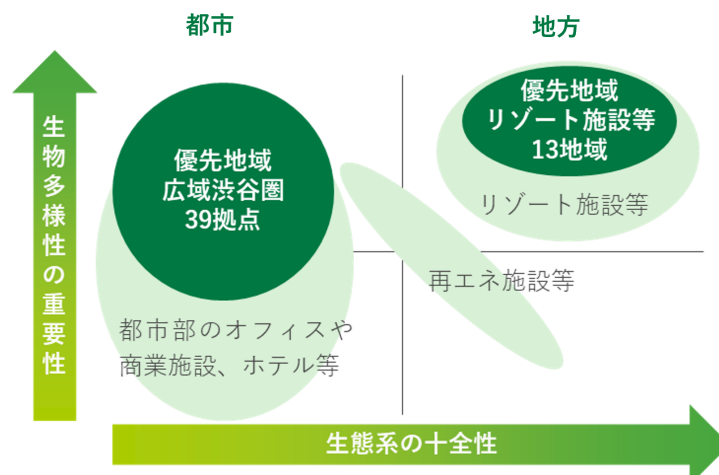 都市
地方
生物多様性の重要性
優先地域
広域渋谷圏
39拠点
都市部のオフィスや
商業施設、ホテル等
優先地域
リゾート施設等
13地域
リゾート施設等
再エネ施設等
生態系の十全性